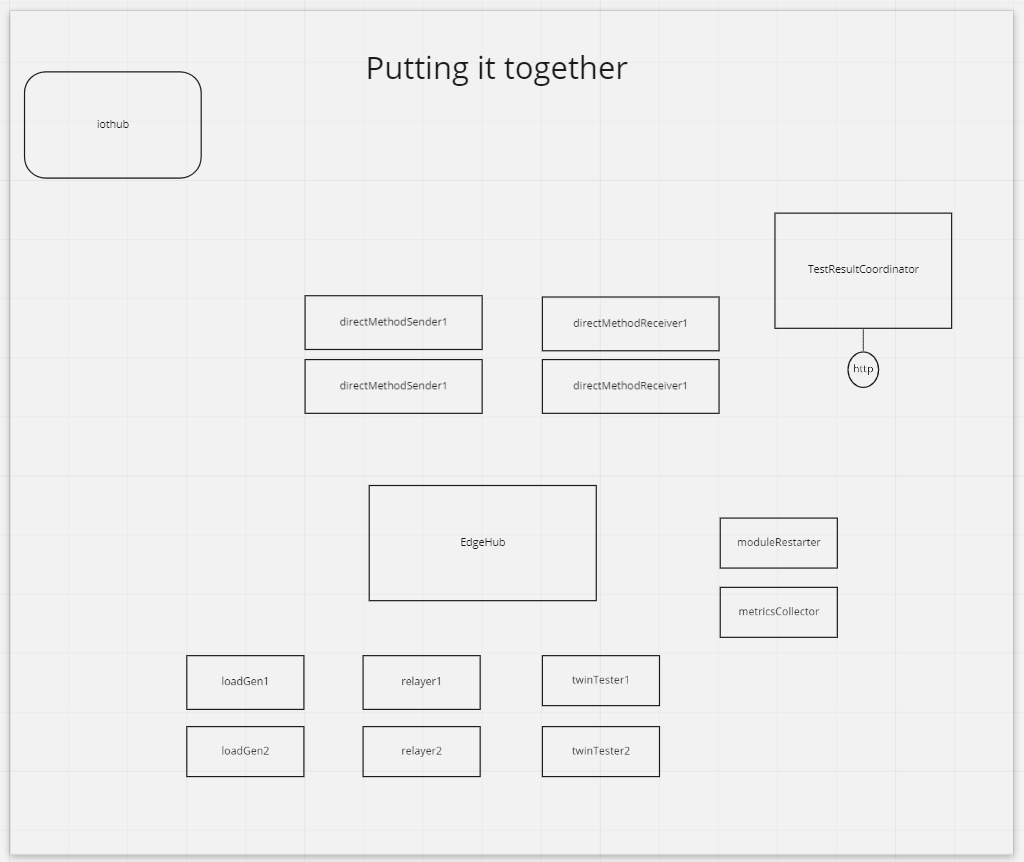 Putting it together
iothub
TestResultCoordinator
http
directMethodSender1
directMethodReceiver1
directMethodSender1
directMethodReceiver1
EdgeHub
moduleRestarter
metricsCollector
loadGen1
relayer1
twinTester1
loadGen2
relayer2
twinTester2